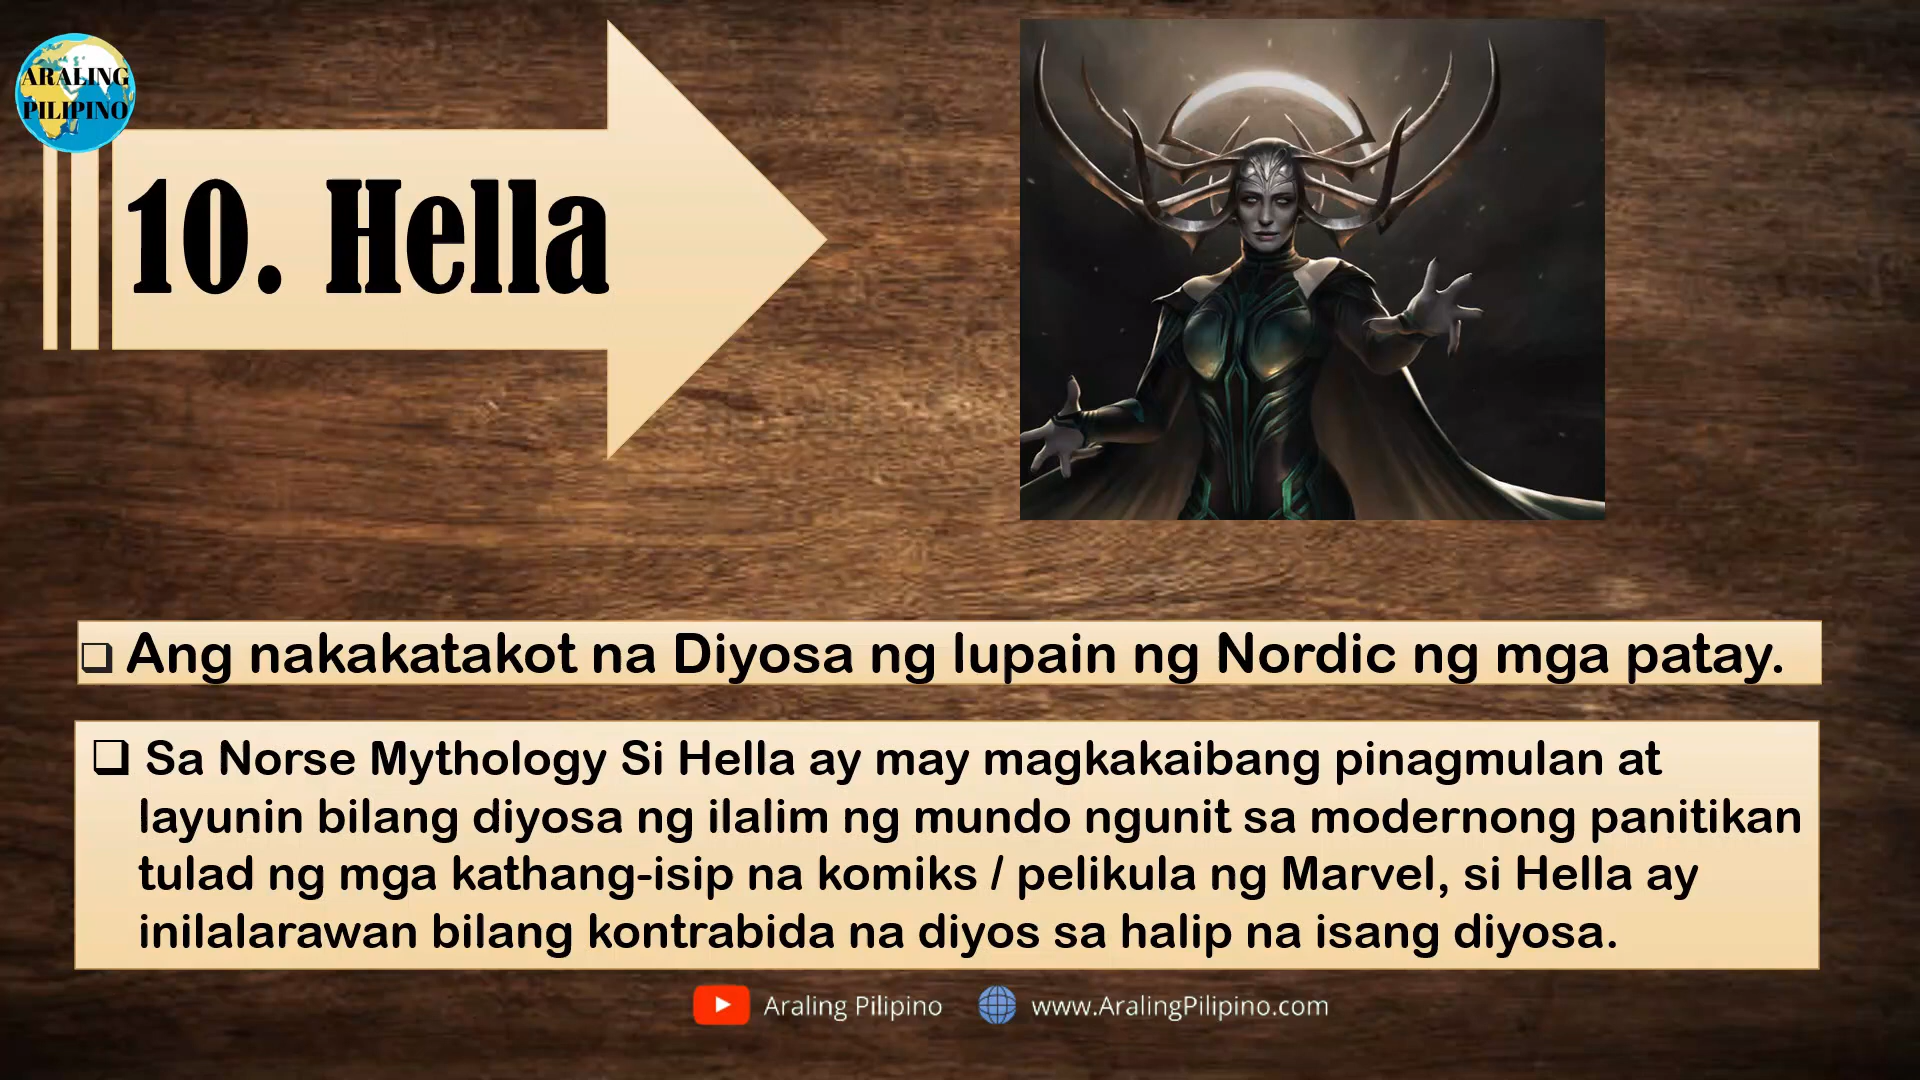 ARALING
PILIPINO
10. Hella
❑ Ang nakakatakot na Diyosa ng lupain ng Nordic ng mga patay.
❑ Sa Norse Mythology Si Hella ay may magkakaibang pinagmulan at
layunin bilang diyosa ng ilalim ng mundo ngunit sa modernong panitikan
tulad ng mga kathang-isip na komiks / pelikula ng Marvel, si Hella ay
inilalarawan bilang kontrabida na diyos sa halip na isang diyosa.
Araling Pilipino www.AralingPilipino.com